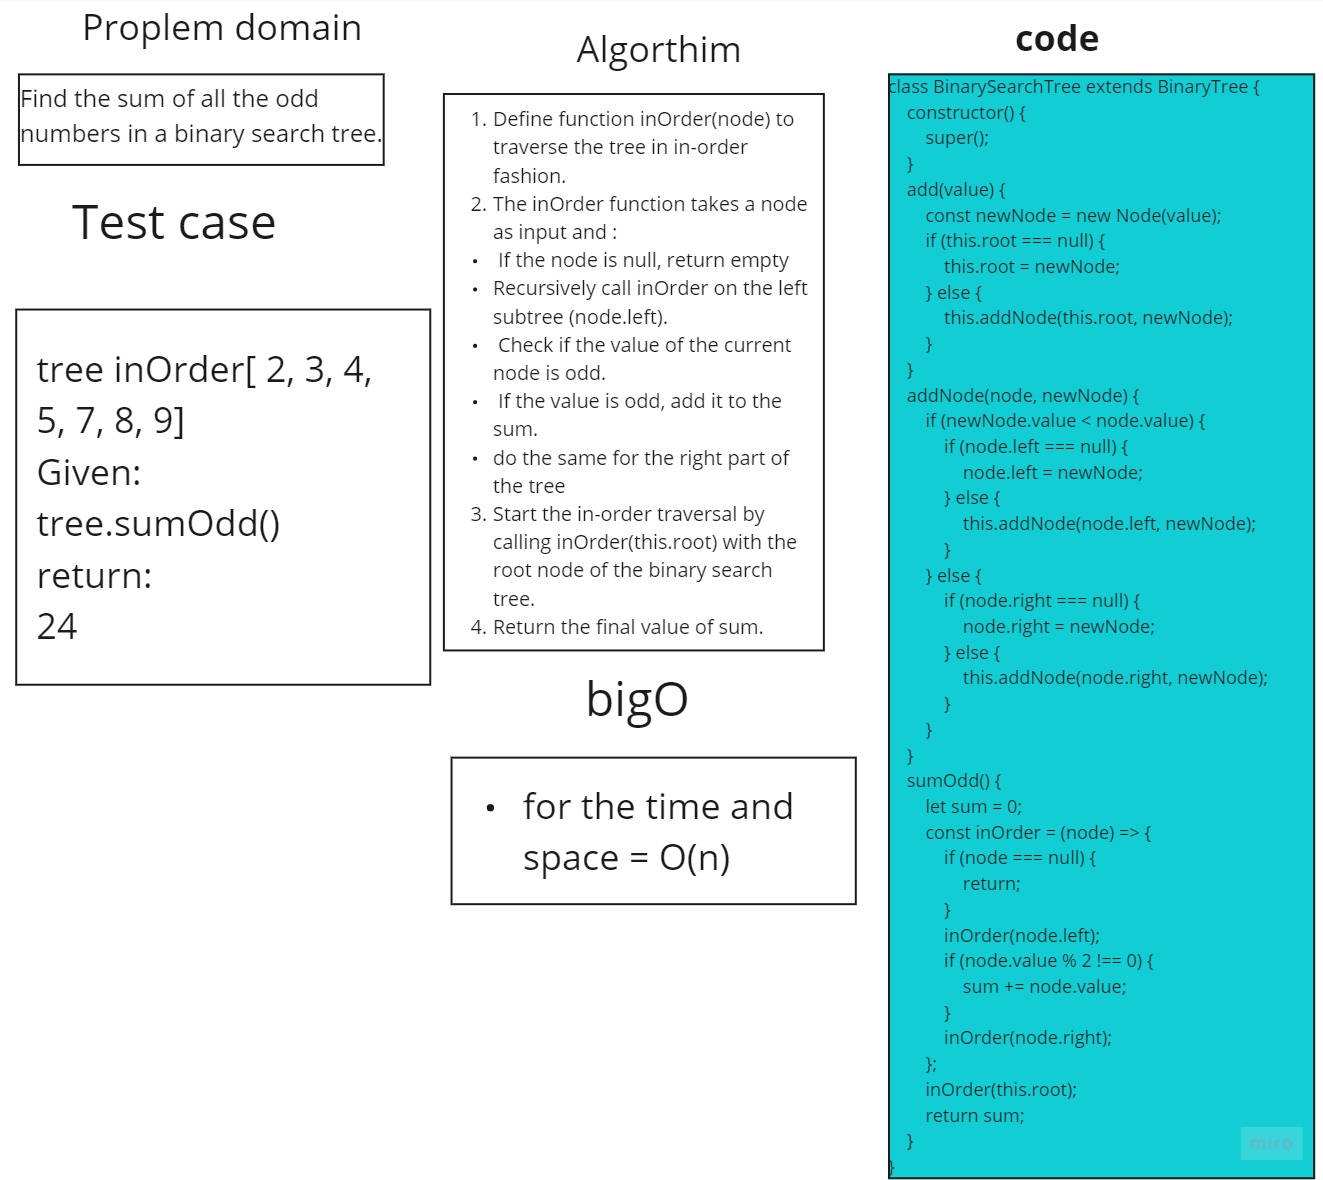 Proplem domain
Find the sum of all the odd
numbers in a binary search tree.
Test case
tree inOrder[ 2, 3, 4,
5, 7, 8, 9]
Given:
tree.sumOdd()
return:
24
Algorthim
1. Define function inOrder(node) to
traverse the tree in in-order
fashion.
2. The inOrder function takes a node
as input and :
• If the node is null, return empty
• Recursively call inOrder on the left
subtree (node.left).
• Check if the value of the current
node is odd.
• If the value is odd, add it to the
sum.
• do the same for the right part of
the tree
3. Start the in-order traversal by
calling inOrder(this.root) with the
root node of the binary search
tree.
4. Return the final value of sum.
bigO
• for the time and
space = O(n)
code
class BinarySearchTree extends BinaryTree {
constructor() {
super();
}
add(value) {
const newNode = new Node(value);
if (this.root === null) {
this.root = newNode;
} else {
this.addNode(this.root, newNode);
}
}
addNode(node, newNode) {
if (newNode.value < node.value) {
if (node.left === null) {
node.left = newNode;
} else {
this.addNode(node.left, newNode);
}
} else {
if (node.right === null) {
node.right = newNode;
} else {
this.addNode(node.right, newNode);
}
}
}
sumOdd() {
let sum = 0;
const inOrder = (node) => {
if (node === null) {
return;
}
inOrder(node.left);
if (node.value % 2 !== 0) {
sum += node.value;
}
inOrder(node.right);
};
inOrder(this.root);
return sum;
}
}
miro